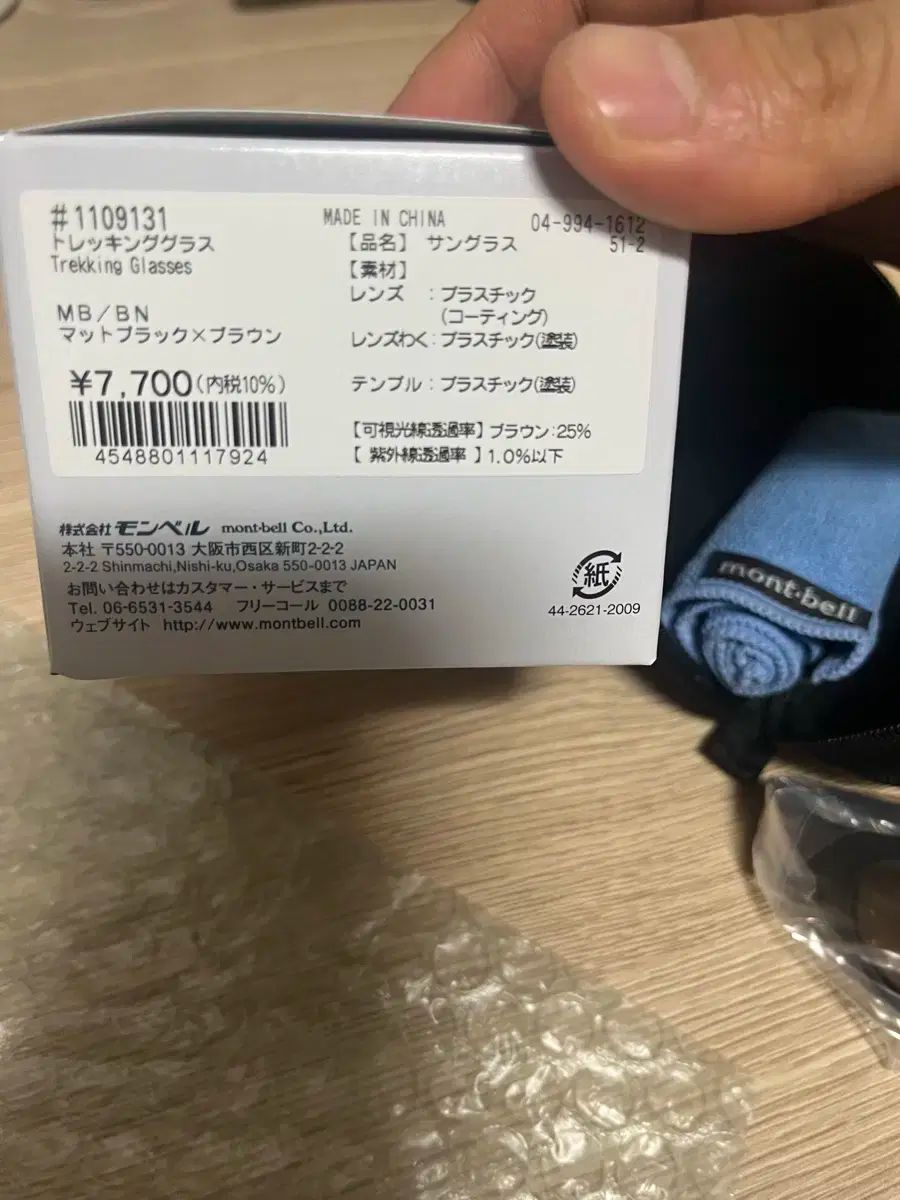 #1109131
トレッキンググラス
Trekking Glasses
MB/BN
マットブラック×ブラウン
¥7,700(内税10%)
4548801117924
MADE IN CHINA
04-994-1612
51-2
【品名】 サングラス
【素材】
レンズ :プラスチック
(コーティング)
レンズわく:プラスチック(塗装)
テンプル:プラスチック(塗装)
【可視光線透過率】ブラウン:25%
【 紫外線透過率 】1.0%以下
株式会社 モンベル mont-bell Co.,Ltd.
本社 〒550-0013 大阪市西区新町2-2-2
2-2-2 Shinmachi,Nishi-ku,Osaka 550-0013 JAPAN
お問い合わせはカスタマー・サービスまで
Tel. 06-6531-3544 フリーコール 0088-22-0031
ウェブサイト http://www.montbell.com
紙
44-2621-2009
mont-bell